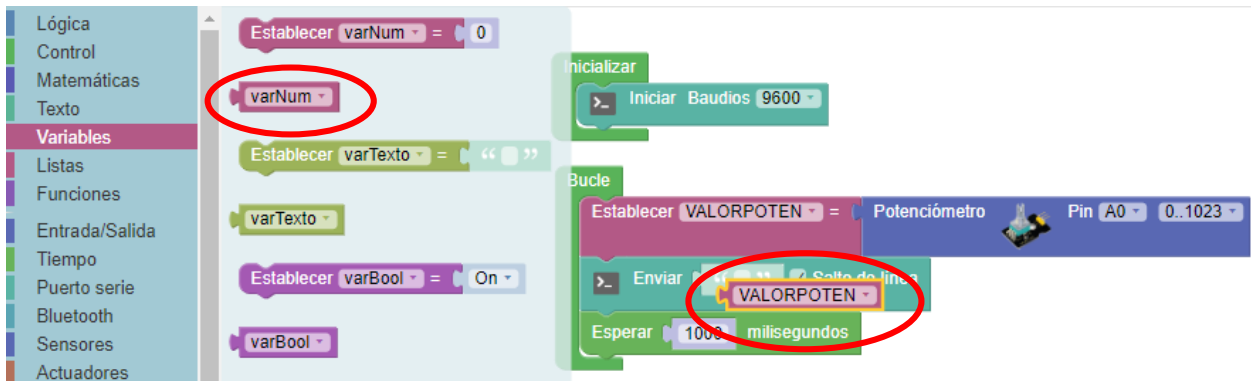 Lógica
Control
Matemáticas
Texto
Variables
Listas
Funciones
Entrada/Salida
Tiempo
Puerto serie
Bluetooth
Sensores
Actuadores
Establecer varNum = 0
varNum
Establecer varTexto = “ ”
varTexto
Establecer varBool = On
varBool
Inicializar
Iniciar Baudios 9600
Bucle
Establecer VALORPOTEN = Potenciómetro Pin A0 0..1023
Enviar “ ” Salto de línea
VALORPOTEN
Esperar 1000 milisegundos